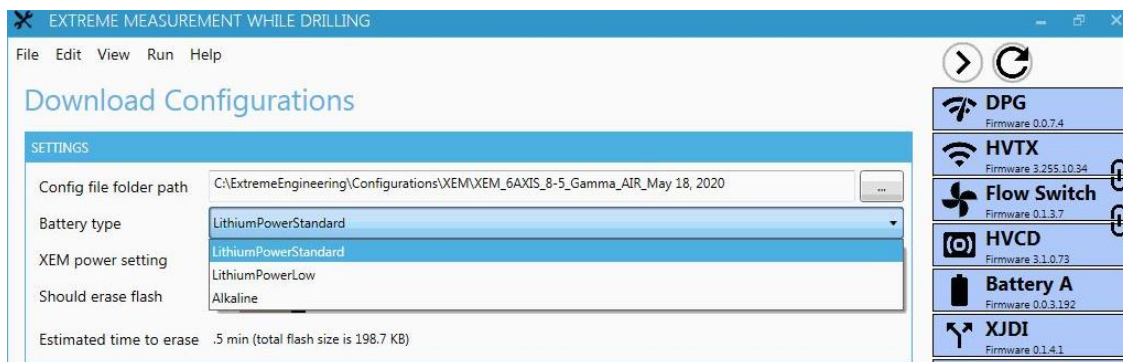 EXTREME MEASUREMENT WHILE DRILLING
File Edit View Run Help
Download Configurations
SETTINGS
Config file folder path C:\ExtremeEngineering\Configurations\XEM\XEM_6AXIS_8-5_Gamma_AIR_May 18, 2020 ...
Battery type LithiumPowerStandard
LithiumPowerStandard
XEM power setting
LithiumPowerLow
Should erase flash Alkaline
Estimated time to erase .5 min (total flash size is 198.7 KB)
DPG
Firmware 0.0.7.4
HVTX
Firmware 3.255.10.34
Flow Switch
Firmware 0.1.3.7
HVCD
Firmware 3.1.0.73
Battery A
Firmware 0.0.3.192
XJDI
Firmware 0.1.4.1